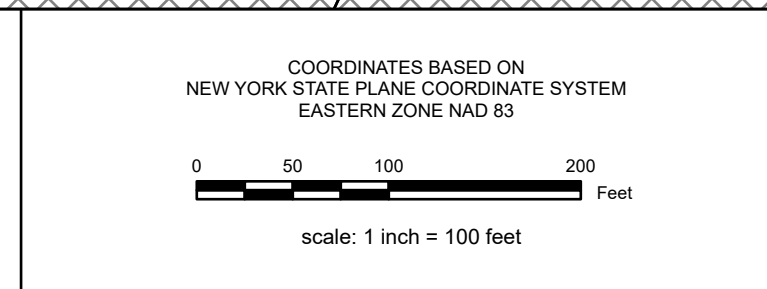 COORDINATES BASED ON
NEW YORK STATE PLANE COORDINATE SYSTEM
EASTERN ZONE NAD 83
0 50 100 200
Feet
scale: 1 inch = 100 feet